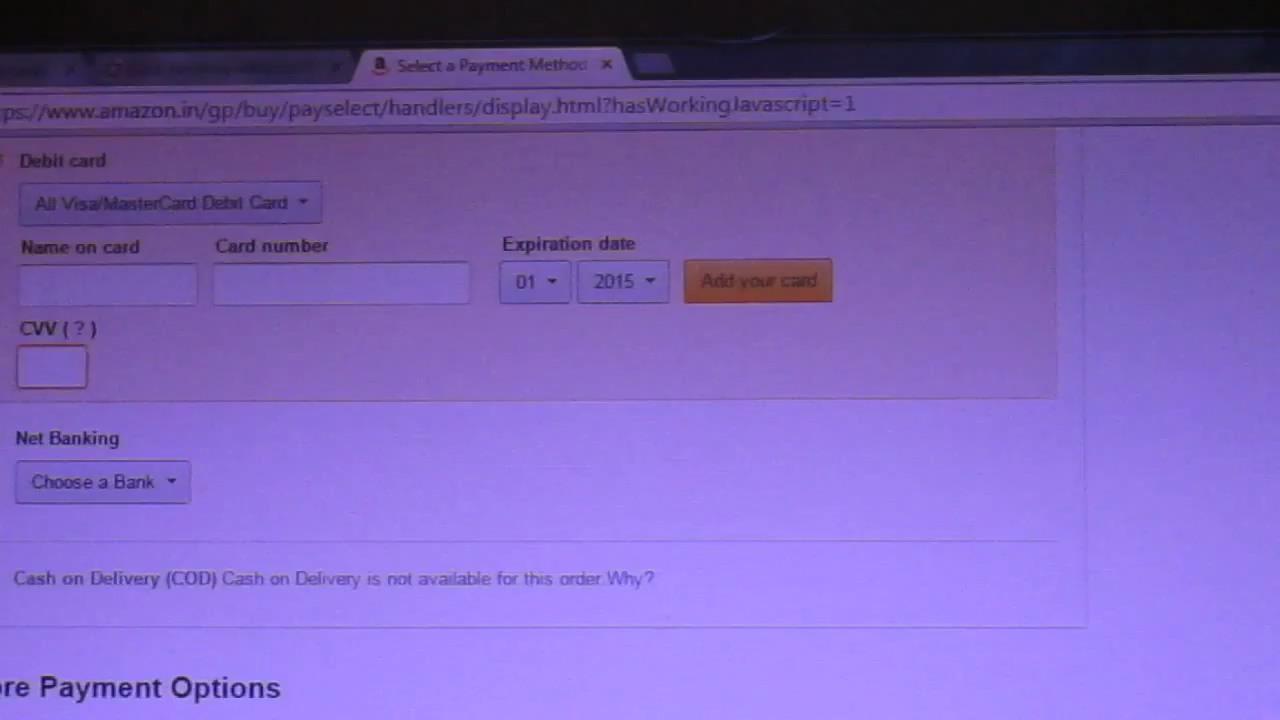 Select a Payment Method
ps://www.amazon.in/gp/buy/payselect/handlers/display.html?hasWorkingJavascript=1
Debit card
All Visa/MasterCard Debit Card
Name on card Card number Expiration date
01 2015 Add your card
CVV ( ? )
Net Banking
Choose a Bank
Cash on Delivery (COD) Cash on Delivery is not available for this order.Why?
re Payment Options